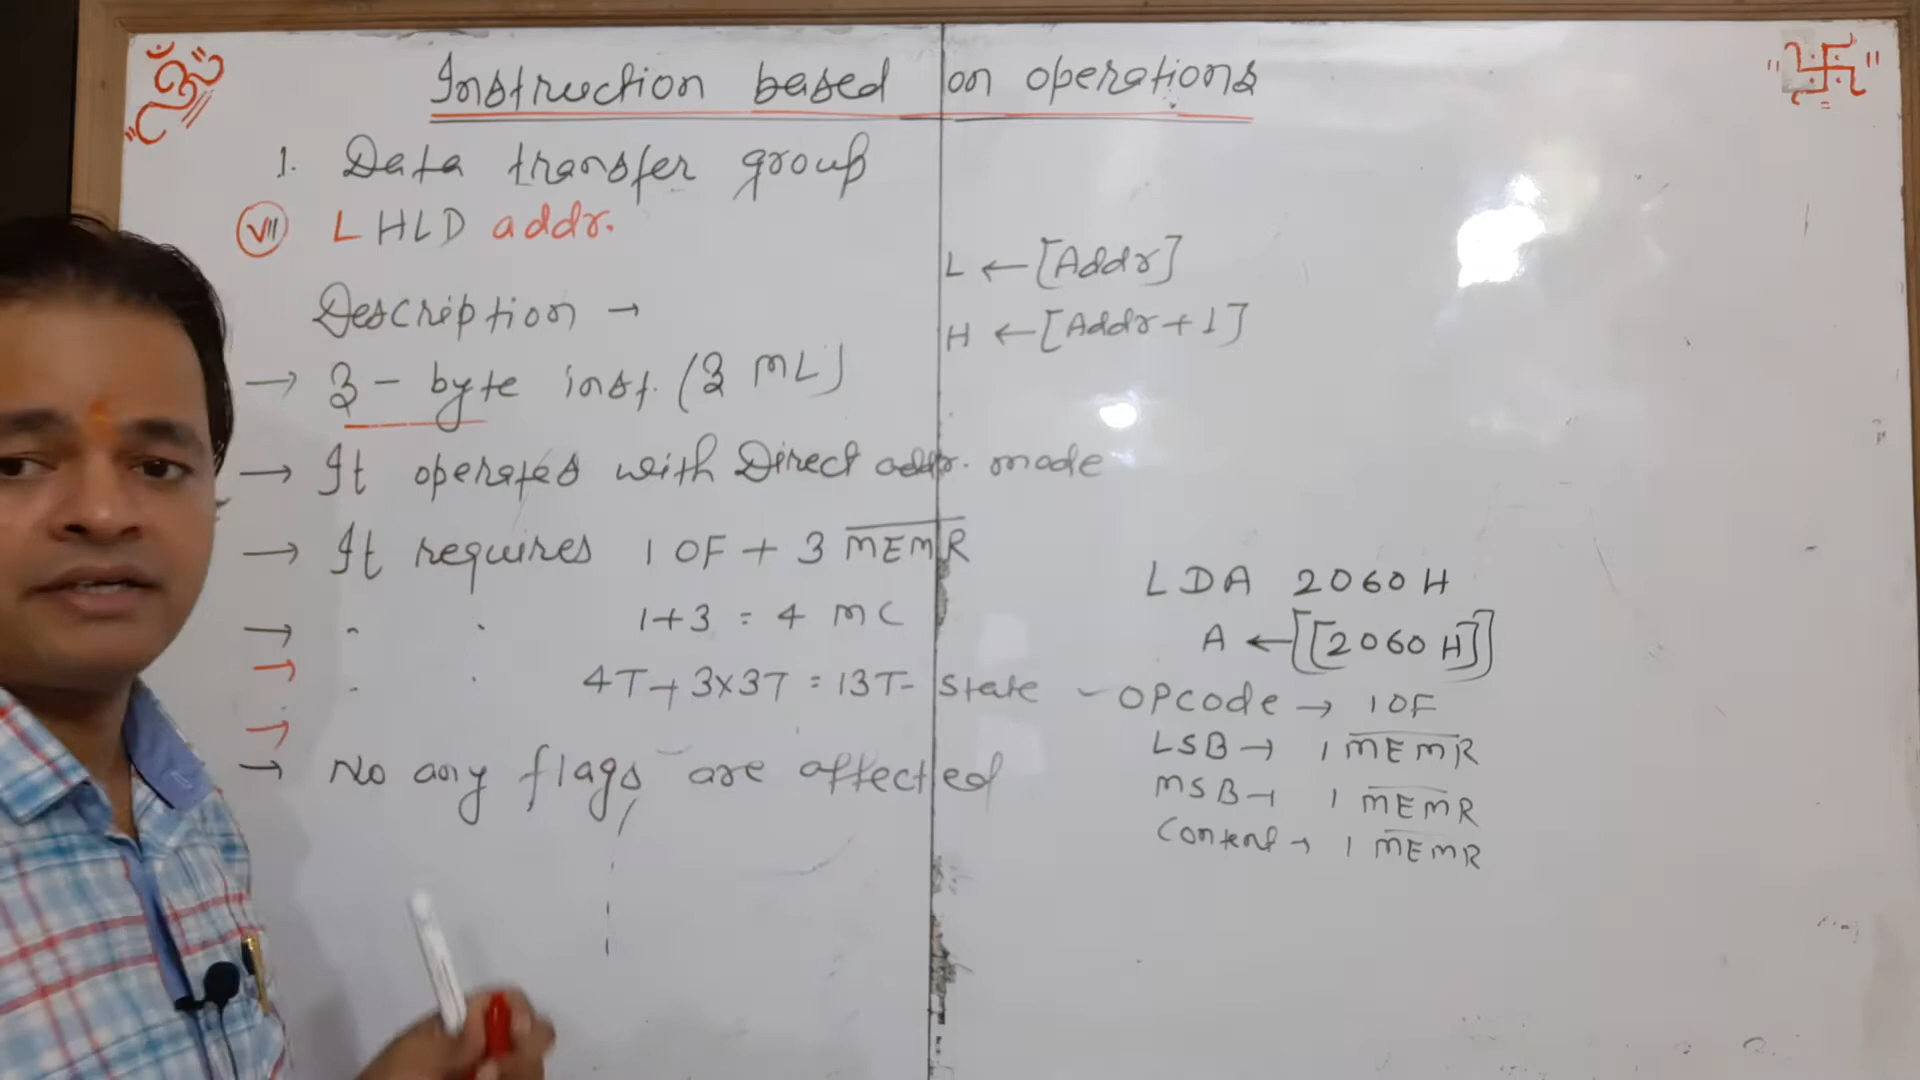 ॐ
Instruction based on operations
1. Data transfer group
VII LHLD addr.
Description →
→ 3-byte inst. (3 ML)
→ It operates with Direct addr. mode
→ It requires 1 OF + 3 MEMR
→ " " 1+3 = 4 MC
→ " " 4T+3×3T = 13T-State
→
→ No any flags are affected
L ← [Addr]
H ← [Addr+1]
LDA 2060 H
A ← [[2060 H]]
- OPCODE → 1 OF
LSB → 1 MEMR
MSB → 1 MEMR
Content → 1 MEMR